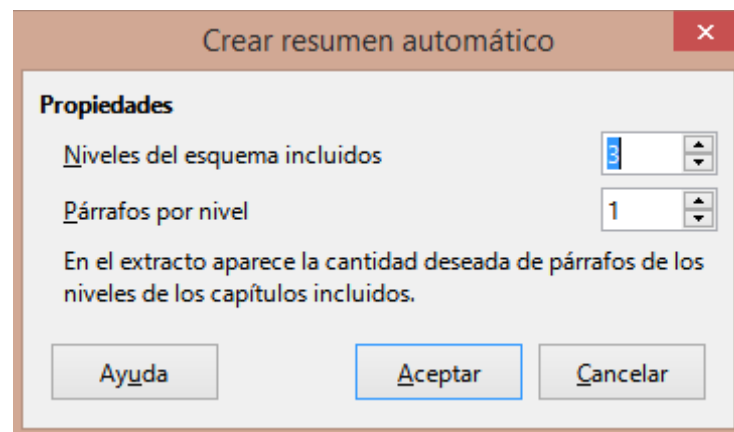 Crear resumen automático
Propiedades
Niveles del esquema incluidos 3
Párrafos por nivel 1
En el extracto aparece la cantidad deseada de párrafos de los
niveles de los capítulos incluidos.
Ayuda Aceptar Cancelar